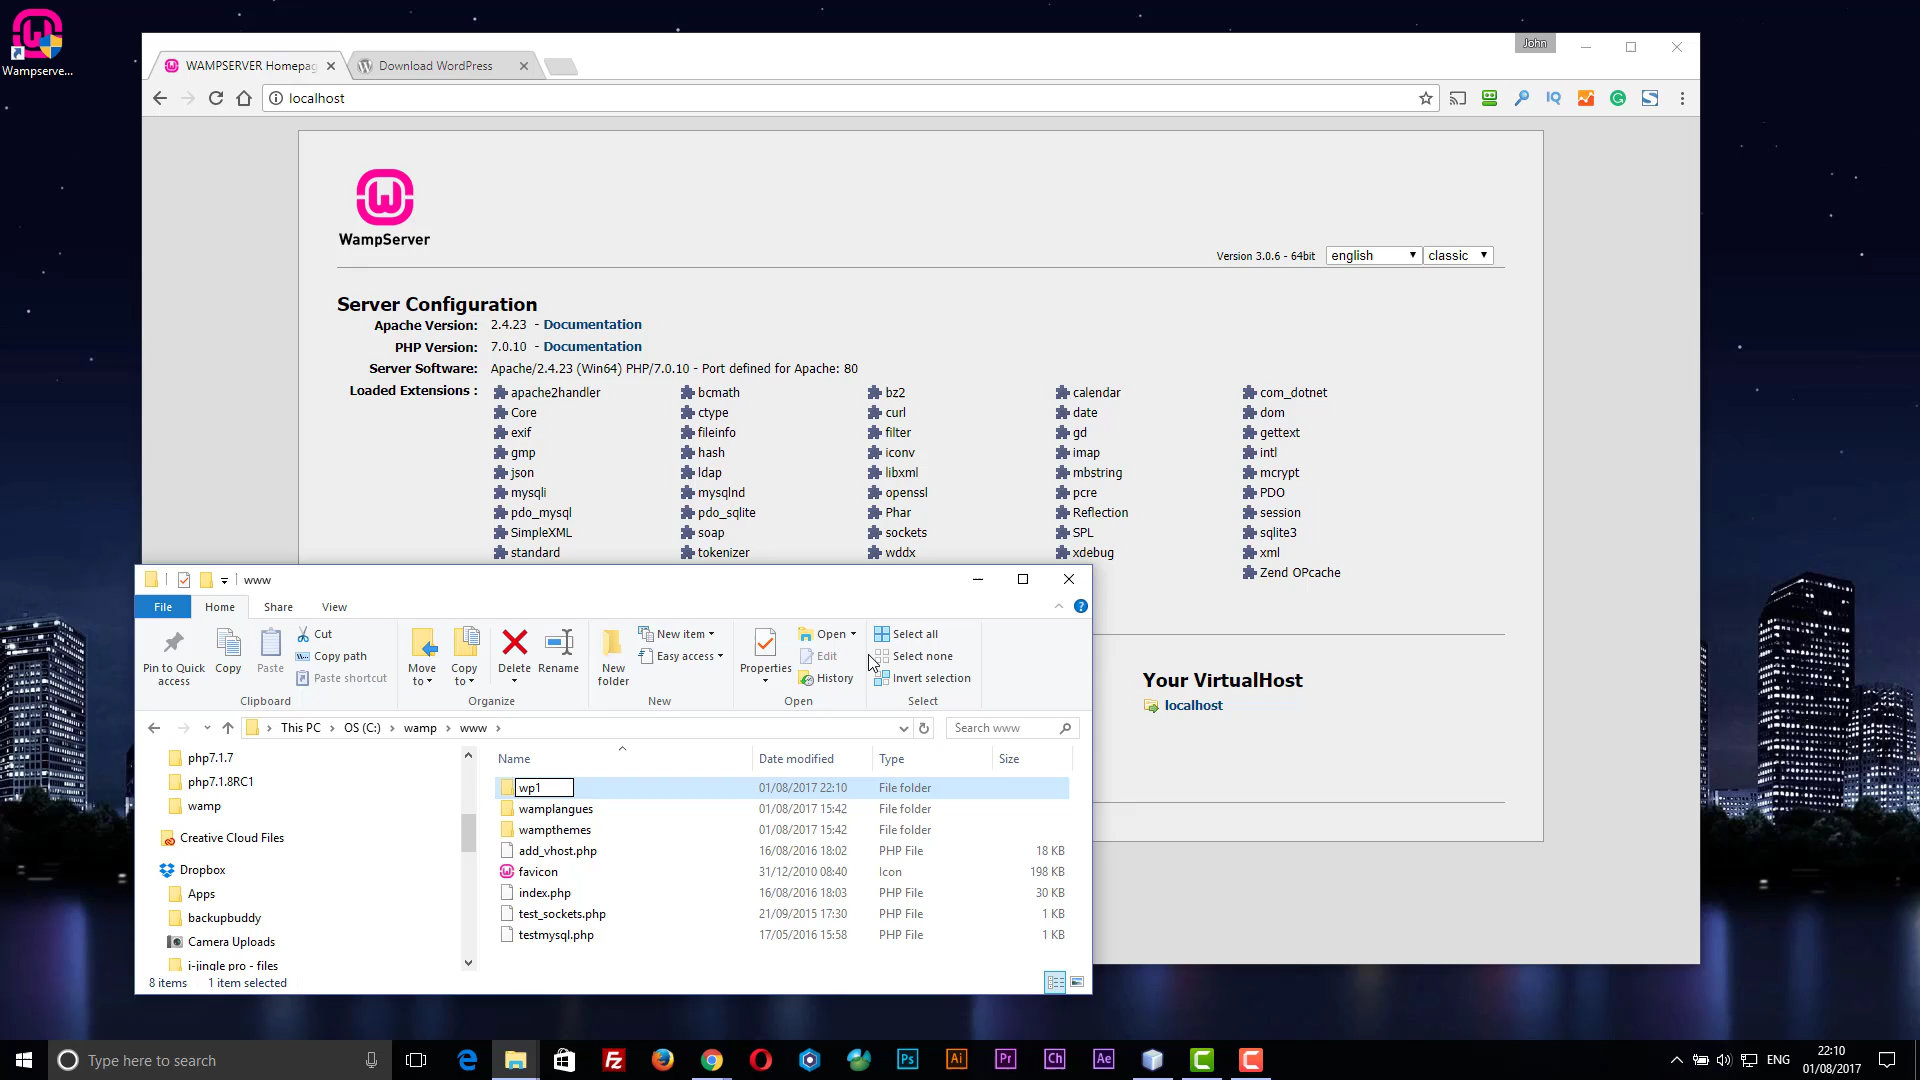 Wampserve...
John
WAMPSERVER Homepag
Download WordPress
localhost
WampServer
Version 3.0.6 - 64bit
english
classic
Server Configuration
Apache Version: 2.4.23 - Documentation
PHP Version: 7.0.10 - Documentation
Server Software: Apache/2.4.23 (Win64) PHP/7.0.10 - Port defined for Apache: 80
Loaded Extensions :
apache2handler bcmath bz2 calendar com_dotnet
Core ctype curl date dom
exif fileinfo filter gd gettext
gmp hash iconv imap intl
json ldap libxml mbstring mcrypt
mysqli mysqlnd openssl pcre PDO
pdo_mysql pdo_sqlite Phar Reflection session
SimpleXML soap sockets SPL sqlite3
standard tokenizer wddx xdebug xml
Zend OPcache
Your VirtualHost
localhost
www
File Home Share View
Pin to Quick access
Copy
Paste
Cut
Copy path
Paste shortcut
Clipboard
Move to
Copy to
Delete
Rename
Organize
New folder
New item
Easy access
New
Properties
Open
Edit
History
Open
Select all
Select none
Invert selection
Select
This PC > OS (C:) > wamp > www >
Search www
php7.1.7
php7.1.8RC1
wamp
Creative Cloud Files
Dropbox
Apps
backupbuddy
Camera Uploads
i-jingle pro - files
Name Date modified Type Size
wp1 01/08/2017 22:10 File folder
wamplangues 01/08/2017 15:42 File folder
wampthemes 01/08/2017 15:42 File folder
add_vhost.php 16/08/2016 18:02 PHP File 18 KB
favicon 31/12/2010 08:40 Icon 198 KB
index.php 16/08/2016 18:03 PHP File 30 KB
test_sockets.php 21/09/2015 17:30 PHP File 1 KB
testmysql.php 17/05/2016 15:58 PHP File 1 KB
8 items 1 item selected
Type here to search
Fz
Ps
Ai
Pr
Ch
Ae
ENG
22:10
01/08/2017